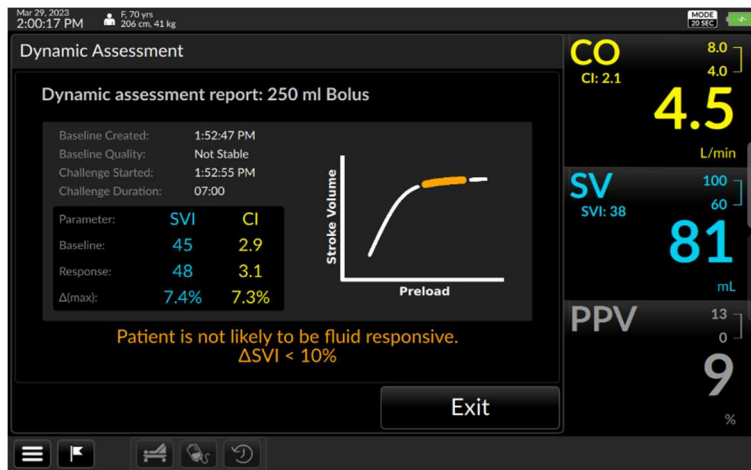 Mar 29, 2023
2:00:17 PM
F, 70 yrs
206 cm, 41 kg
MODE
20 SEC
Dynamic Assessment
Dynamic assessment report: 250 ml Bolus
Baseline Created: 1:52:47 PM
Baseline Quality: Not Stable
Challenge Started: 1:52:55 PM
Challenge Duration: 07:00
Parameter: SVI CI
Baseline: 45 2.9
Response: 48 3.1
Δ(max): 7.4% 7.3%
Stroke Volume
Preload
Patient is not likely to be fluid responsive.
ΔSVI < 10%
Exit
CO
CI: 2.1
8.0
4.0
4.5
L/min
SV
SVI: 38
100
60
81
mL
PPV
13
0
9
%